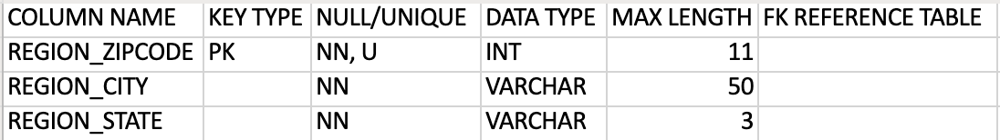 COLUMN NAME KEY TYPE NULL/UNIQUE DATA TYPE MAX LENGTH FK REFERENCE TABLE
REGION_ZIPCODE PK NN, U INT 11
REGION_CITY NN VARCHAR 50
REGION_STATE NN VARCHAR 3